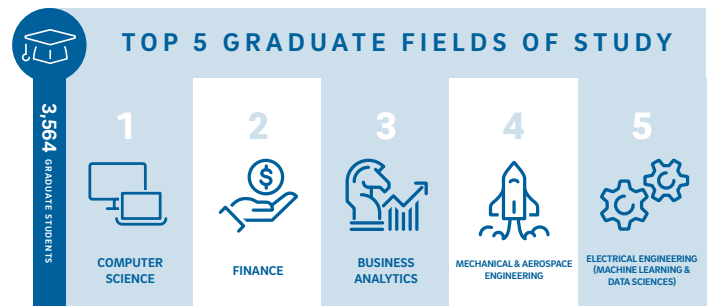 TOP 5 GRADUATE FIELDS OF STUDY
3,564 GRADUATE STUDENTS
1
COMPUTER
SCIENCE
2
$
FINANCE
3
BUSINESS
ANALYTICS
4
MECHANICAL & AEROSPACE
ENGINEERING
5
ELECTRICAL ENGINEERING
(MACHINE LEARNING &
DATA SCIENCES)